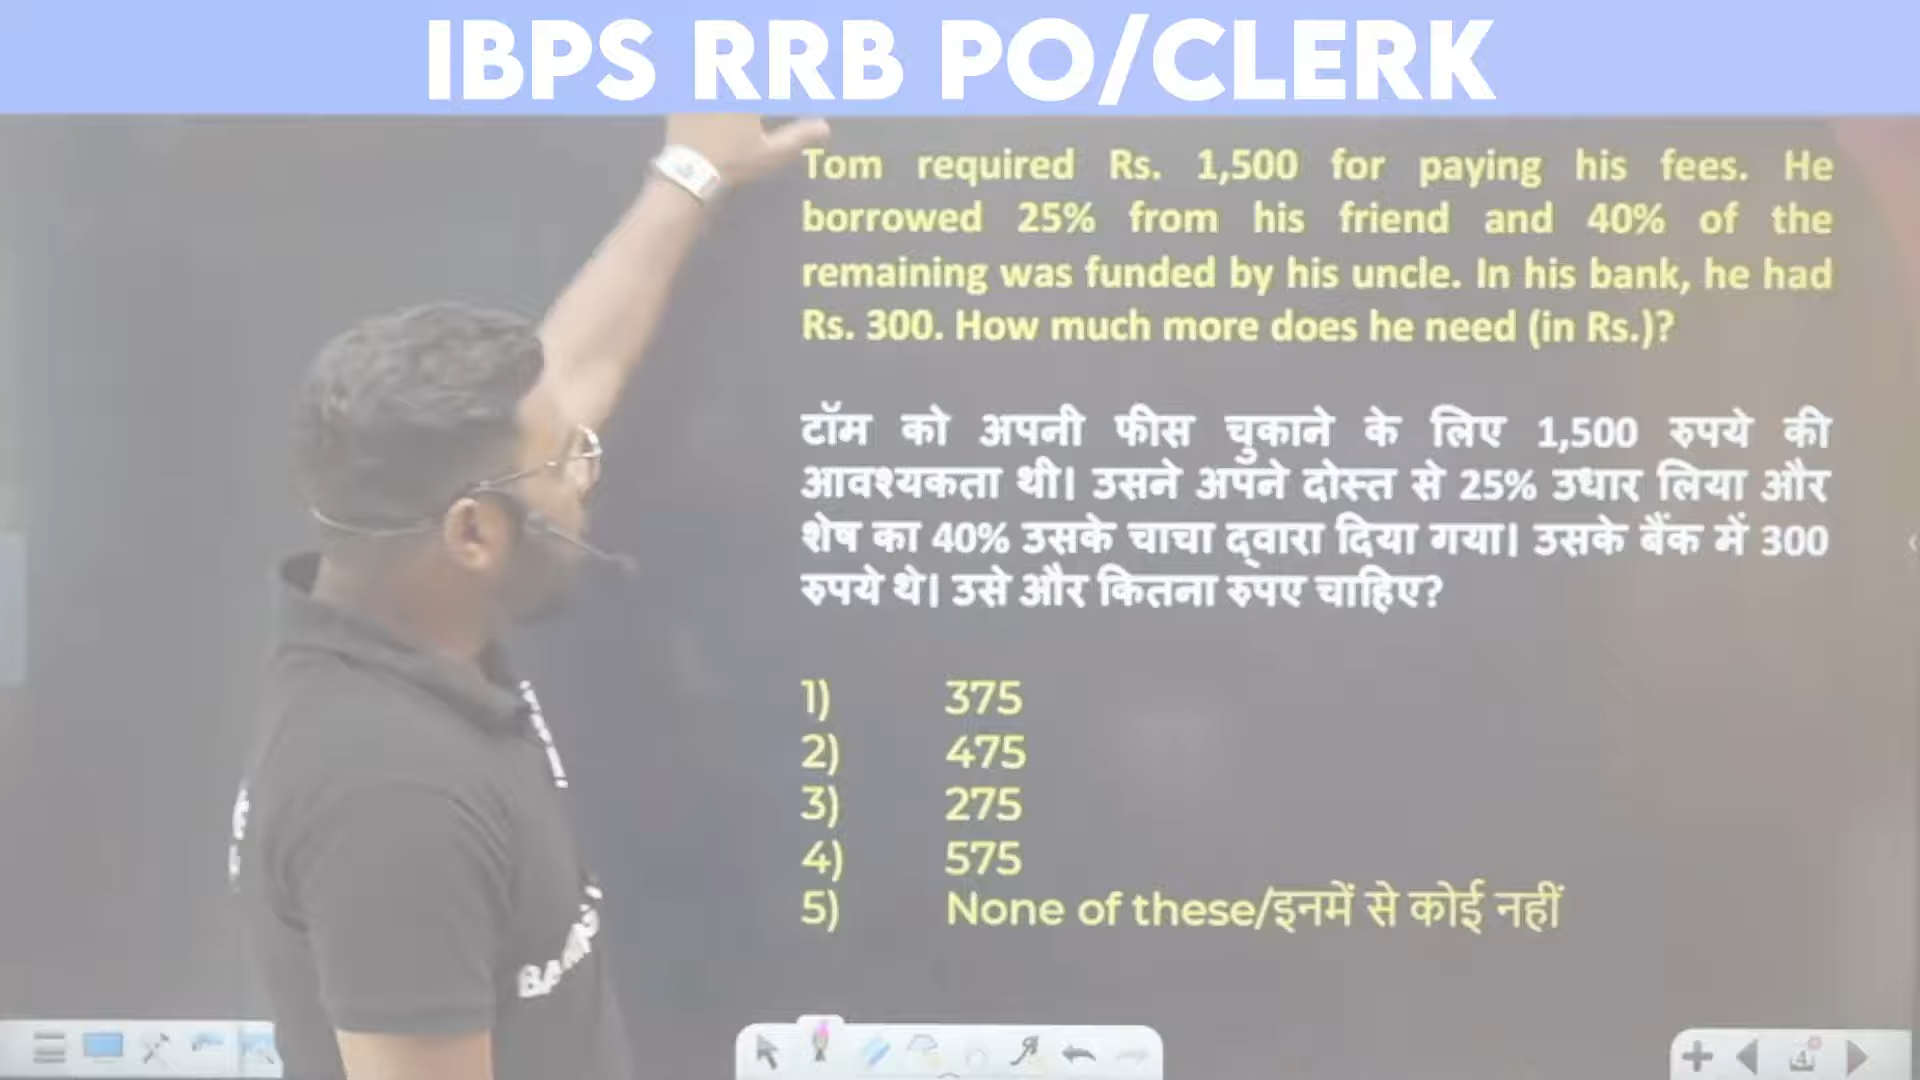 IBPS RRB PO/CLERK
Tom required Rs. 1,500 for paying his fees. He
borrowed 25% from his friend and 40% of the
remaining was funded by his uncle. In his bank, he had
Rs. 300. How much more does he need (in Rs.)?
टॉम को अपनी फीस चुकाने के लिए 1,500 रुपये की
आवश्यकता थी। उसने अपने दोस्त से 25% उधार लिया और
शेष का 40% उसके चाचा द्वारा दिया गया। उसके बैंक में 300
रुपये थे। उसे और कितना रुपए चाहिए?
1) 375
2) 475
3) 275
4) 575
5) None of these/इनमें से कोई नहीं